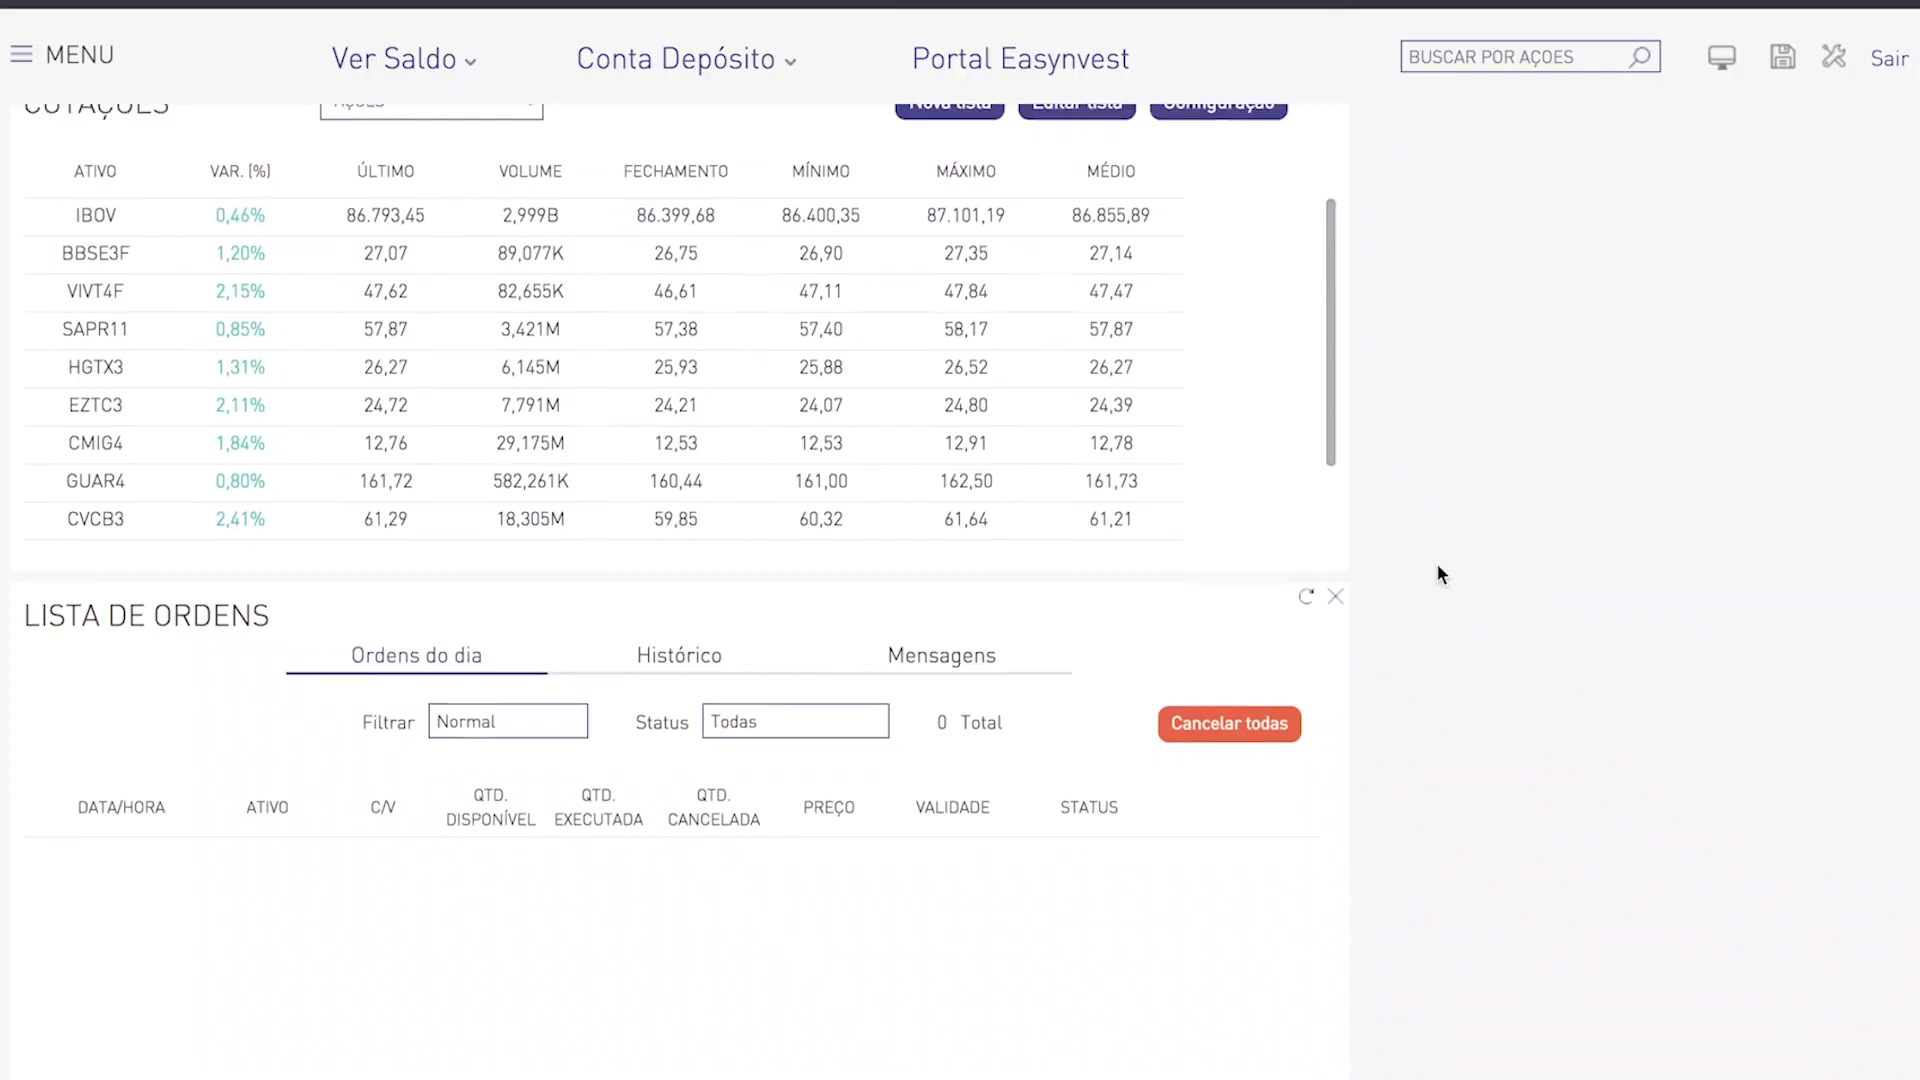 MENU Ver Saldo Conta Depósito Portal Easynvest BUSCAR POR AÇOES Sair
COTAÇÕES AÇÕES Nova lista Editar lista Configuração
ATIVO VAR. (%) ÚLTIMO VOLUME FECHAMENTO MÍNIMO MÁXIMO MÉDIO
IBOV 0,46% 86.793,45 2,999B 86.399,68 86.400,35 87.101,19 86.855,89
BBSE3F 1,20% 27,07 89,077K 26,75 26,90 27,35 27,14
VIVT4F 2,15% 47,62 82,655K 46,61 47,11 47,84 47,47
SAPR11 0,85% 57,87 3,421M 57,38 57,40 58,17 57,87
HGTX3 1,31% 26,27 6,145M 25,93 25,88 26,52 26,27
EZTC3 2,11% 24,72 7,791M 24,21 24,07 24,80 24,39
CMIG4 1,84% 12,76 29,175M 12,53 12,53 12,91 12,78
GUAR4 0,80% 161,72 582,261K 160,44 161,00 162,50 161,73
CVCB3 2,41% 61,29 18,305M 59,85 60,32 61,64 61,21
LISTA DE ORDENS
Ordens do dia Histórico Mensagens
Filtrar Normal Status Todas 0 Total Cancelar todas
DATA/HORA ATIVO C/V QTD. DISPONÍVEL QTD. EXECUTADA QTD. CANCELADA PREÇO VALIDADE STATUS